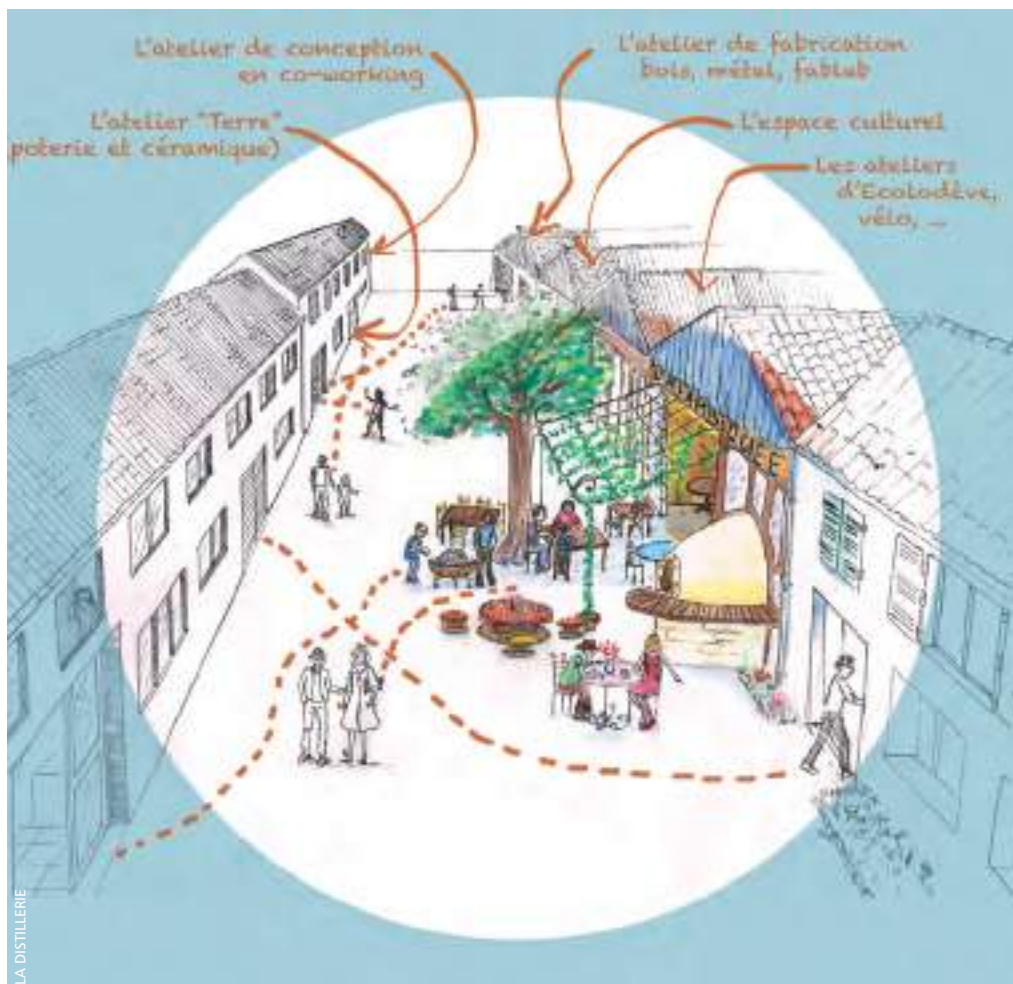 L'atelier de conception
en co-working
L'atelier de fabrication
bois, métal, fablab
L'atelier "Terre"
(poterie et céramique)
L'espace culturel
Les ateliers
d'Ecolodève,
vélo, ...
LA DISTILLERIE